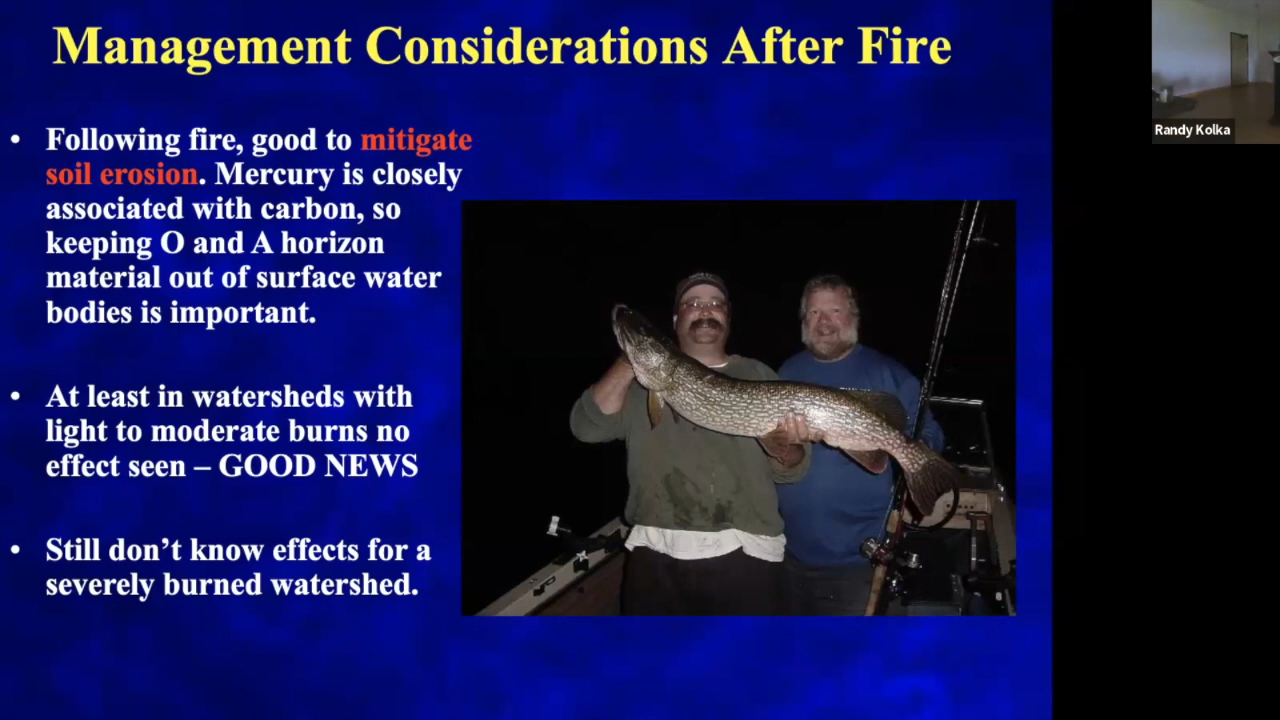 Management Considerations After Fire
• Following fire, good to mitigate
soil erosion. Mercury is closely
associated with carbon, so
keeping O and A horizon
material out of surface water
bodies is important.
• At least in watersheds with
light to moderate burns no
effect seen – GOOD NEWS
• Still don’t know effects for a
severely burned watershed.
Randy Kolka